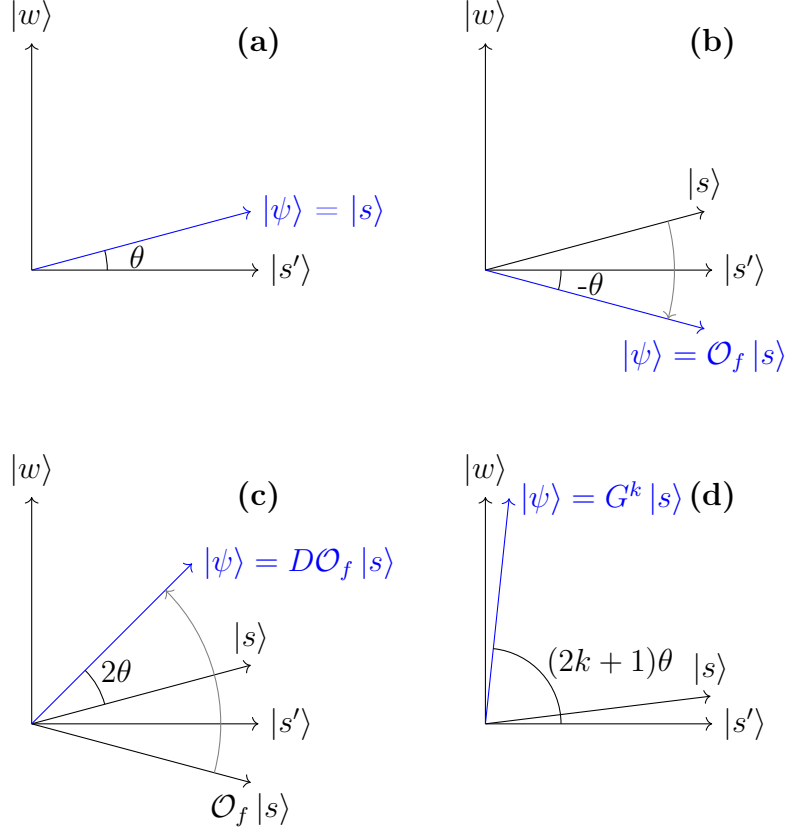 |w⟩
(a)
|ψ⟩ = |s⟩
θ
|s′⟩
|w⟩
(b)
|s⟩
|s′⟩
-θ
|ψ⟩ = 𝒪_f |s⟩
|w⟩
(c)
|ψ⟩ = D𝒪_f |s⟩
|s⟩
2θ
|s′⟩
𝒪_f |s⟩
|w⟩
|ψ⟩ = G^k |s⟩ (d)
(2k + 1)θ
|s⟩
|s′⟩